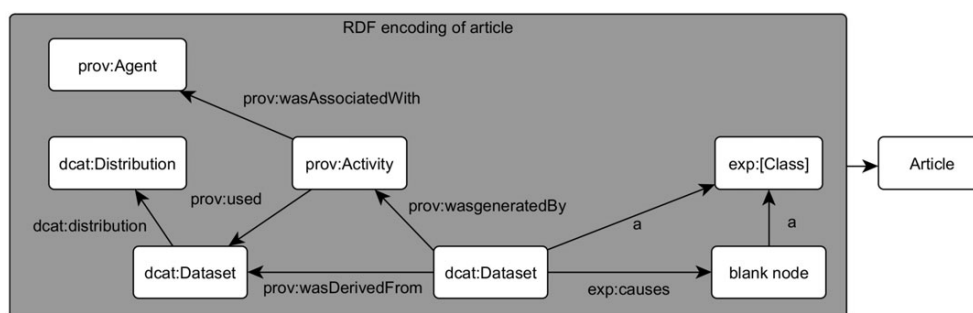 RDF encoding of article
prov:Agent
prov:wasAssociatedWith
dcat:Distribution
prov:Activity
exp:[Class]
Article
prov:used
prov:wasgeneratedBy
dcat:distribution
a
a
dcat:Dataset
dcat:Dataset
blank node
prov:wasDerivedFrom
exp:causes